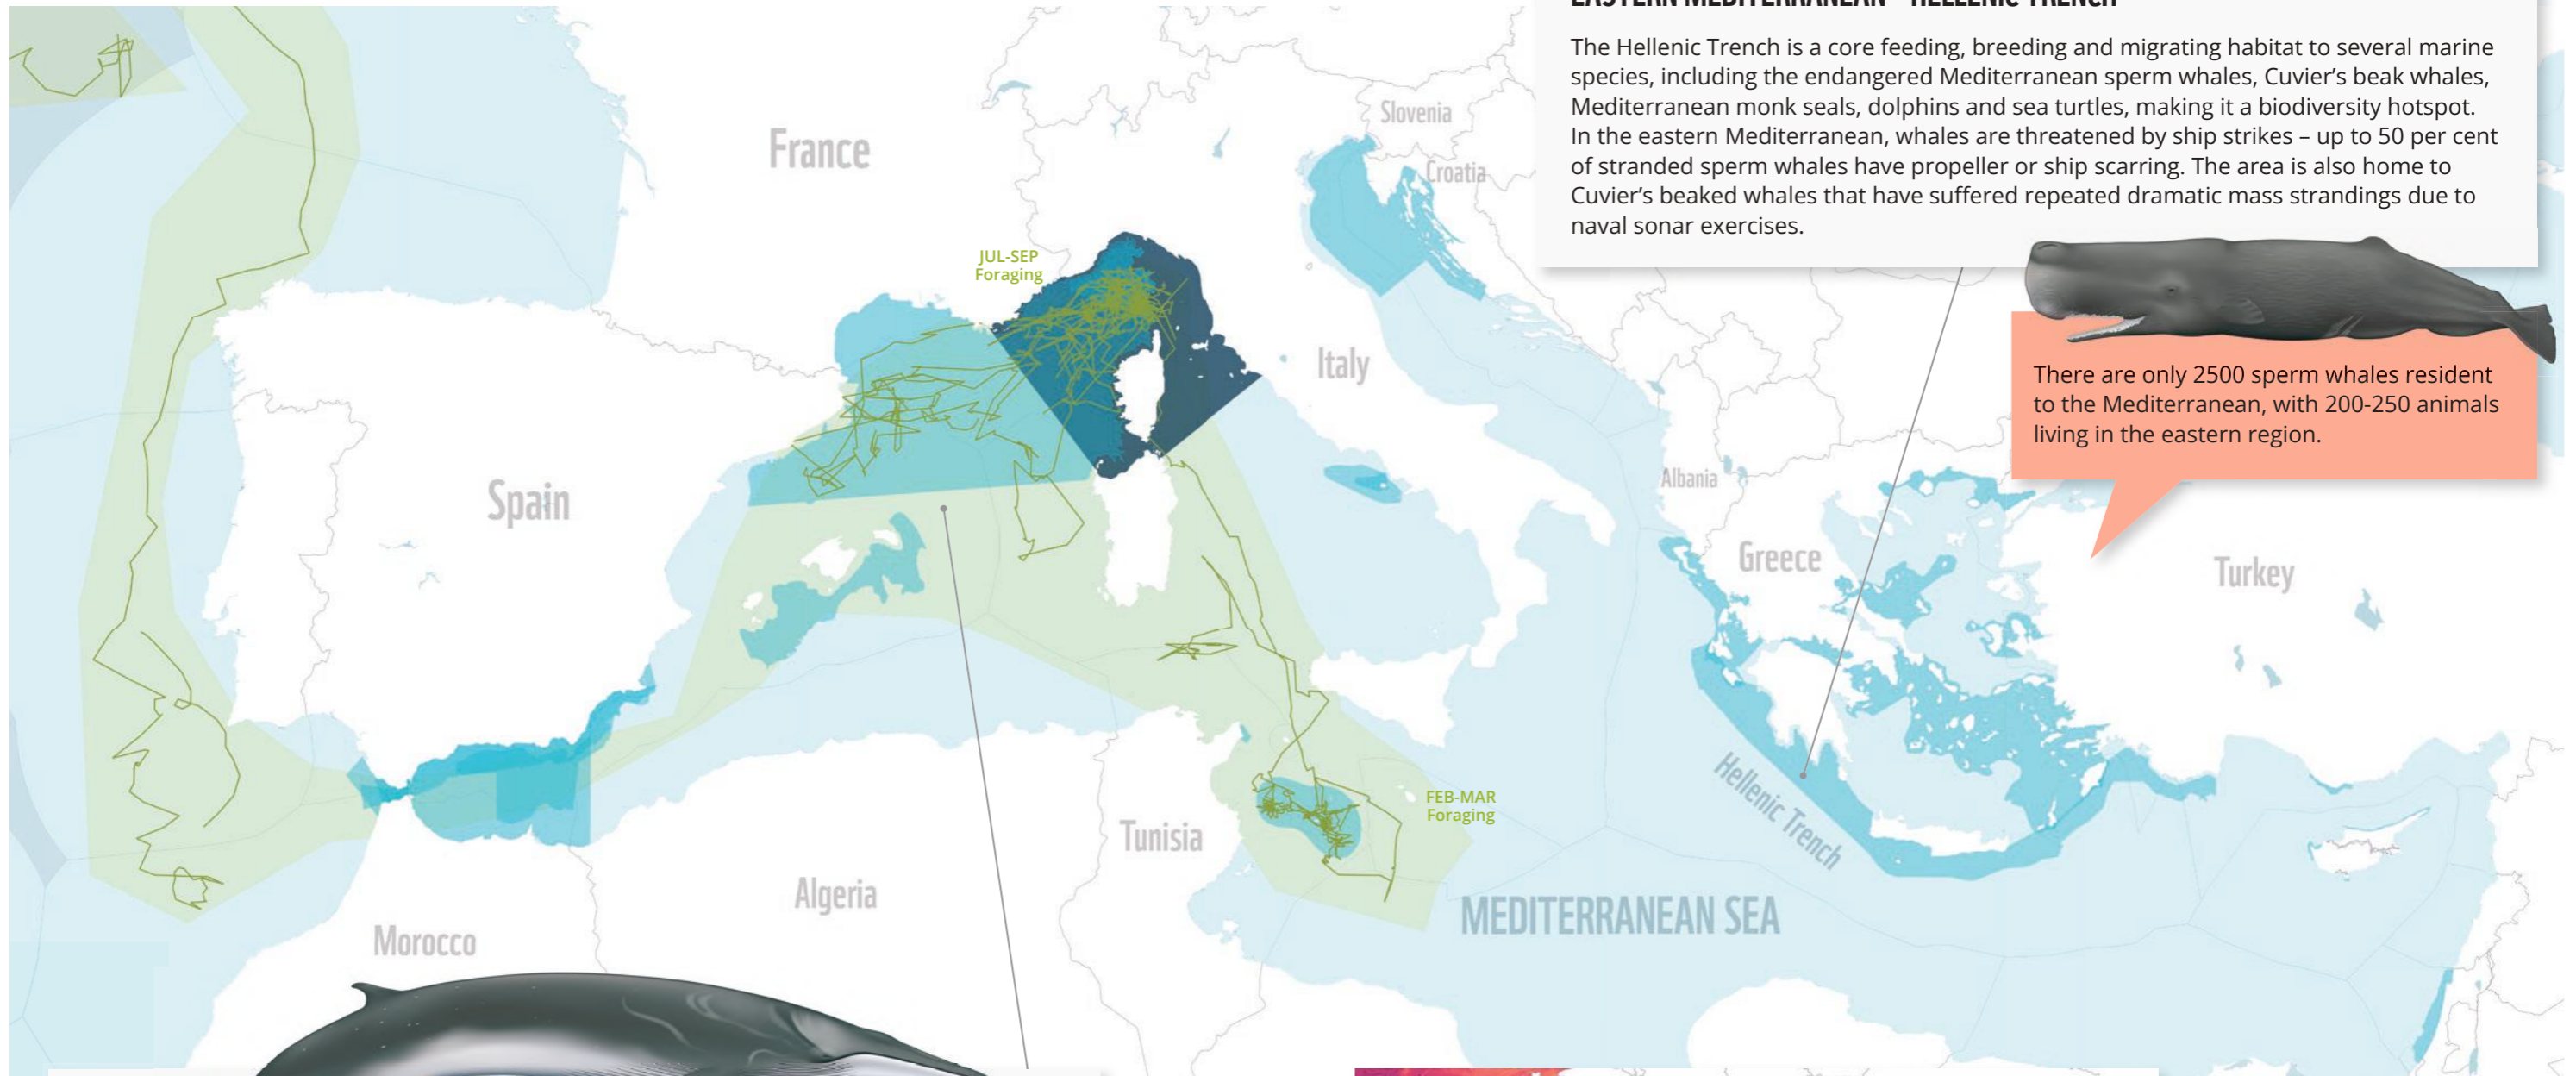 EASTERN MEDITERRANEAN - HELLENIC TRENCH
The Hellenic Trench is a core feeding, breeding and migrating habitat to several marine
species, including the endangered Mediterranean sperm whales, Cuvier's beak whales,
Mediterranean monk seals, dolphins and sea turtles, making it a biodiversity hotspot.
In the eastern Mediterranean, whales are threatened by ship strikes – up to 50 per cent
of stranded sperm whales have propeller or ship scarring. The area is also home to
Cuvier's beaked whales that have suffered repeated dramatic mass strandings due to
naval sonar exercises.
There are only 2500 sperm whales resident
to the Mediterranean, with 200-250 animals
living in the eastern region.
France
Slovenia
Croatia
JUL-SEP
Foraging
Italy
Spain
Albania
Greece
Turkey
Hellenic Trench
FEB-MAR
Foraging
Tunisia
Algeria
Morocco
MEDITERRANEAN SEA